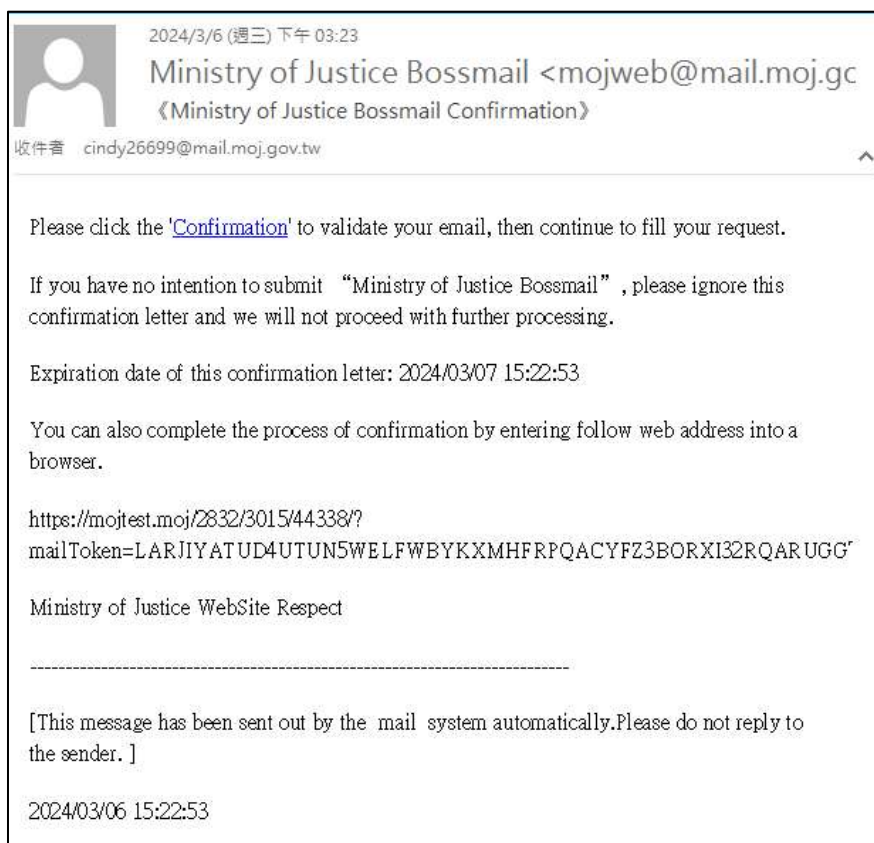 2024/3/6 (週三) 下午 03:23
Ministry of Justice Bossmail <mojweb@mail.moj.gc
《Ministry of Justice Bossmail Confirmation》
收件者 cindy26699@mail.moj.gov.tw
Please click the 'Confirmation' to validate your email, then continue to fill your request.
If you have no intention to submit “Ministry of Justice Bossmail”, please ignore this
confirmation letter and we will not proceed with further processing.
Expiration date of this confirmation letter: 2024/03/07 15:22:53
You can also complete the process of confirmation by entering follow web address into a
browser.
https://mojtest.moj/2832/3015/44338/?
mailToken=LARJIYATUD4UTUN5WELFWBYKXMHFRPQACYFZ3BORXI32RQARUGG
Ministry of Justice WebSite Respect
---------------------------------------------------------------------------
[This message has been sent out by the mail system automatically.Please do not reply to
the sender. ]
2024/03/06 15:22:53